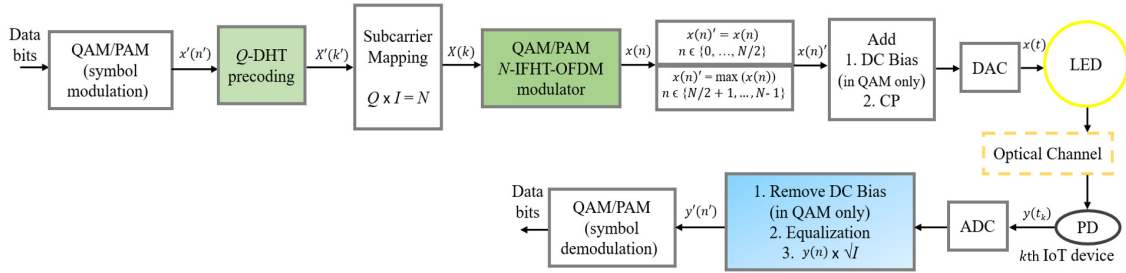 Data
bits
QAM/PAM
(symbol
modulation)
x′(n′)
Q-DHT
precoding
X′(k′)
Subcarrier
Mapping
Q x I = N
X(k)
QAM/PAM
N-IFHT-OFDM
modulator
x(n)
x(n)′ = x(n)
n ϵ {0, …, N/2}
x(n)′ = max (x(n))
n ϵ {N/2 + 1, …, N- 1}
x(n)′
Add
1. DC Bias
(in QAM only)
2. CP
DAC
x(t)
LED
Optical Channel
PD
kth IoT device
y(tₖ)
ADC
1. Remove DC Bias
(in QAM only)
2. Equalization
3. y(n) x √I
y′(n′)
QAM/PAM
(symbol
demodulation)
Data
bits